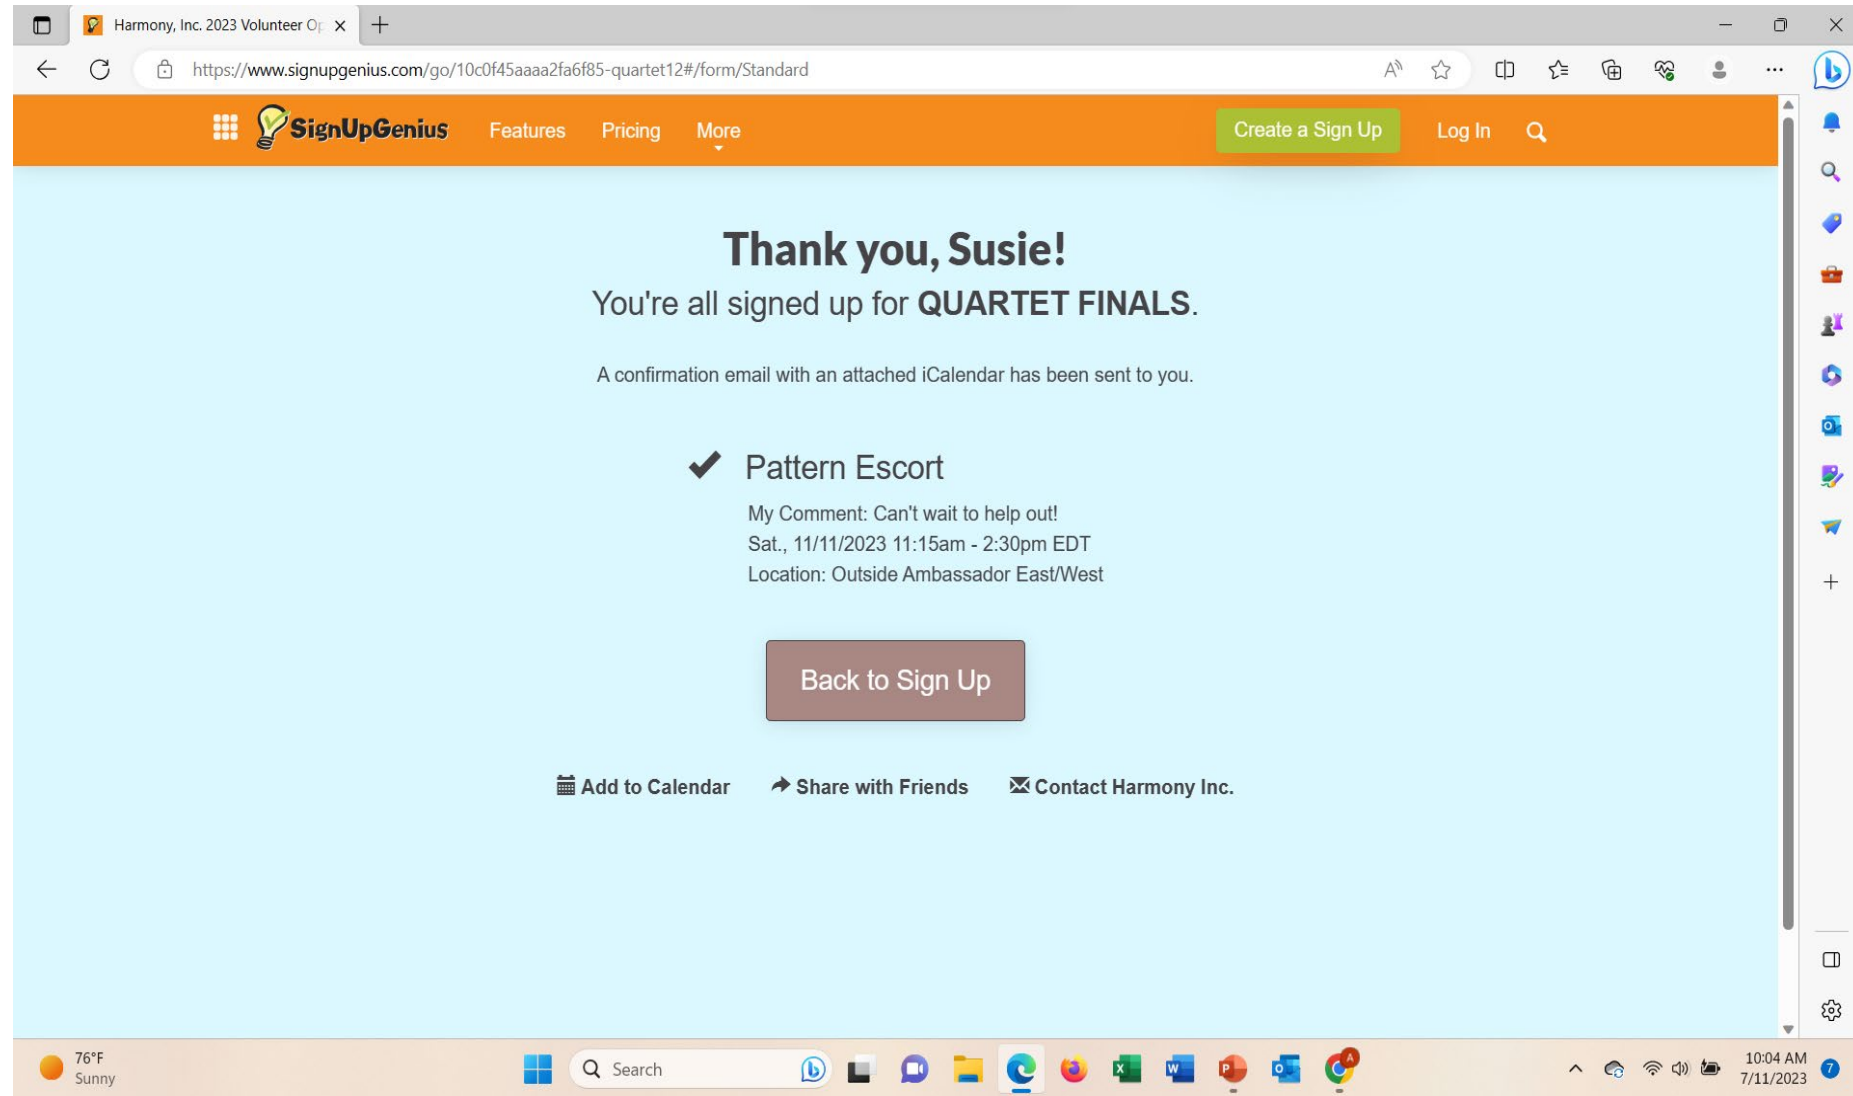 Harmony, Inc. 2023 Volunteer Op
https://www.signupgenius.com/go/10c0f45aaaa2fa6f85-quartet12#/form/Standard
SignUpGenius Features Pricing More Create a Sign Up Log In
Thank you, Susie!
You're all signed up for QUARTET FINALS.
A confirmation email with an attached iCalendar has been sent to you.
Pattern Escort
My Comment: Can't wait to help out!
Sat., 11/11/2023 11:15am - 2:30pm EDT
Location: Outside Ambassador East/West
Back to Sign Up
Add to Calendar Share with Friends Contact Harmony Inc.
76°F
Sunny
Search
10:04 AM
7/11/2023
7